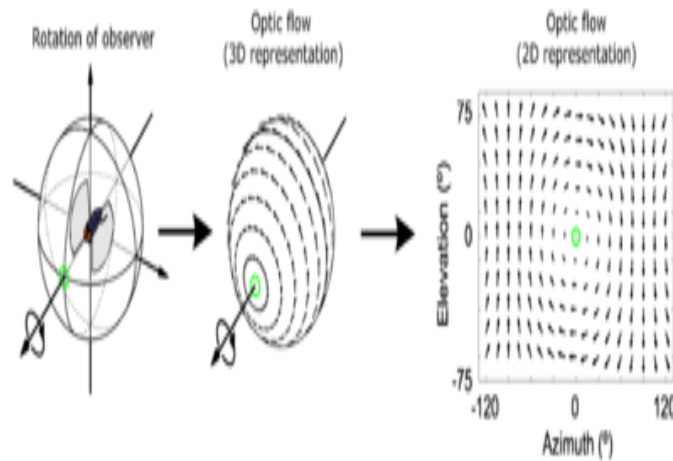 Rotation of observer
Optic flow
(3D representation)
Optic flow
(2D representation)
75
0
-75
Elevation (°)
-120
0
120
Azimuth (°)